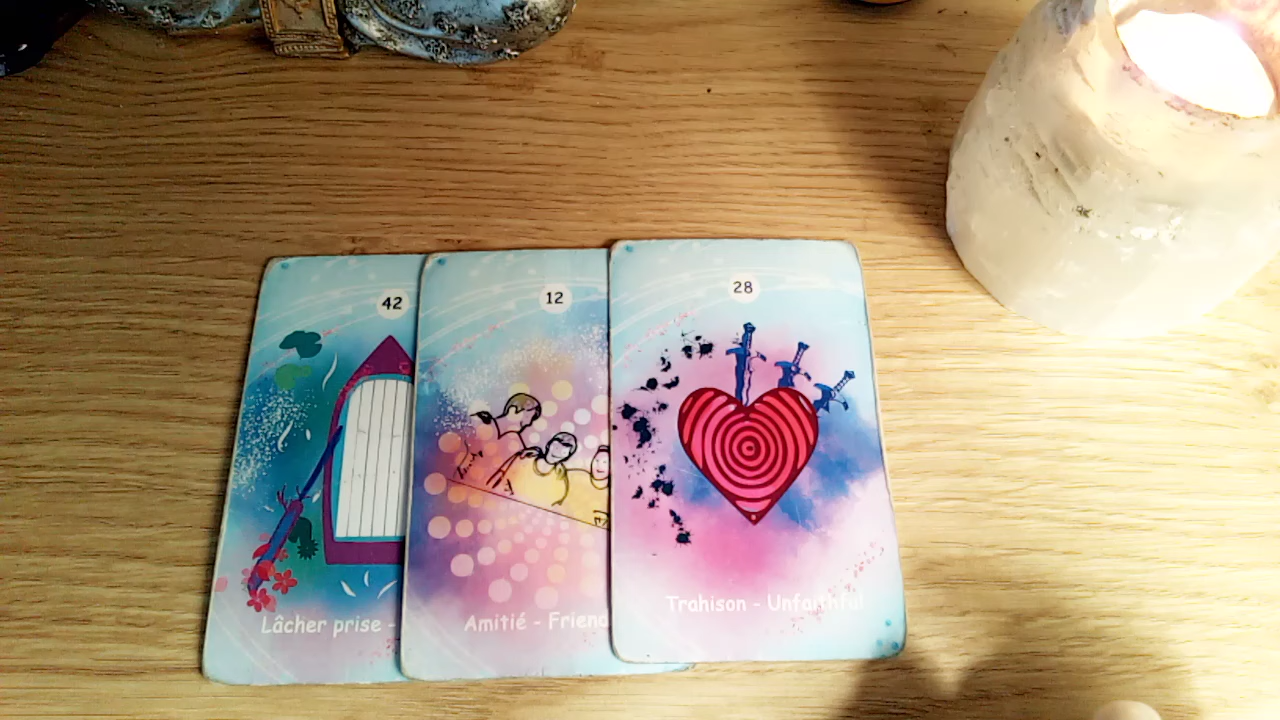 42
Lâcher prise -
12
Amitié - Friend
28
Trahison - Unfaithful